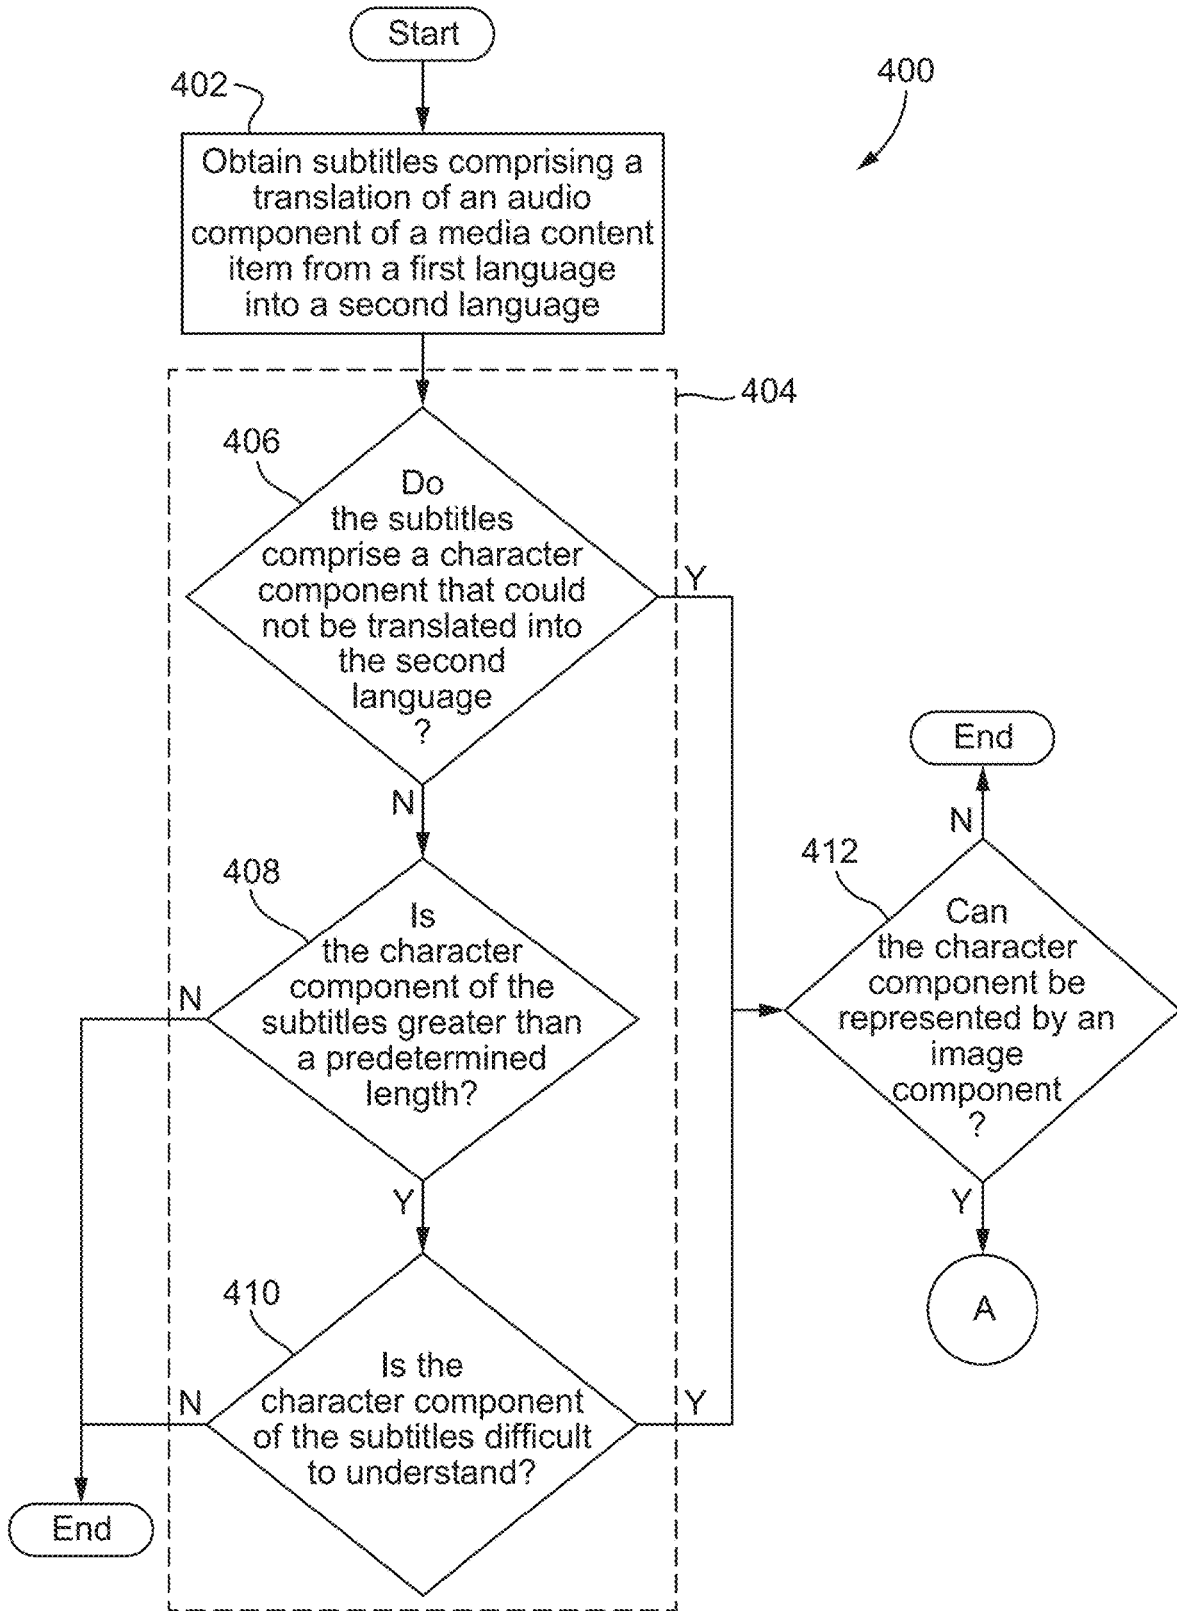 Start
402
400
Obtain subtitles comprising a
translation of an audio
component of a media content
item from a first language
into a second language
404
406
Do
the subtitles
comprise a character
component that could
not be translated into
the second
language
?
Y
N
End
N
408
Is
the character
component of the
subtitles greater than
a predetermined
length?
N
Y
412
Can
the character
component be
represented by an
image
component
?
Y
A
410
Is the
character component
of the subtitles difficult
to understand?
N
Y
End